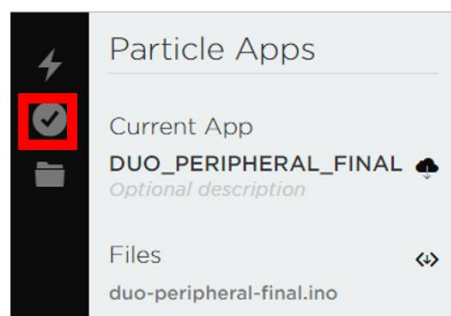 Particle Apps
Current App
DUO_PERIPHERAL_FINAL
Optional description
Files
duo-peripheral-final.ino